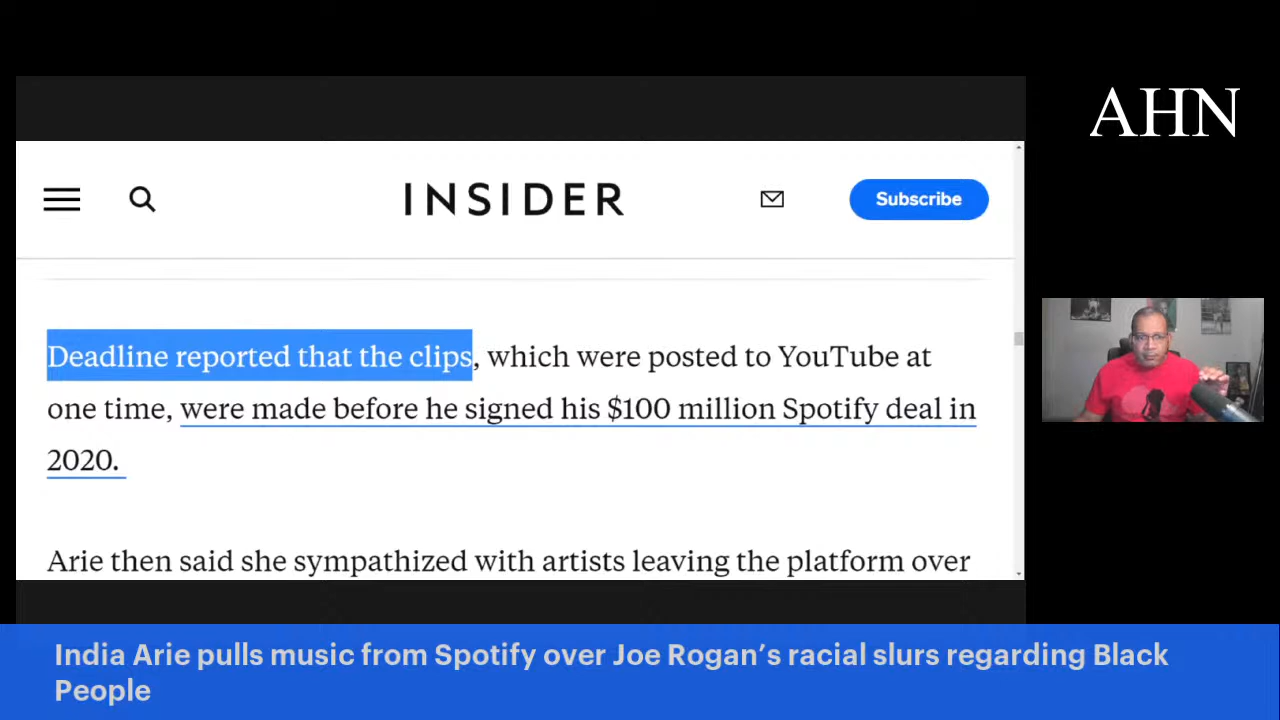 AHN
INSIDER
Subscribe
Deadline reported that the clips, which were posted to YouTube at
one time, were made before he signed his $100 million Spotify deal in
2020.
Arie then said she sympathized with artists leaving the platform over
India Arie pulls music from Spotify over Joe Rogan’s racial slurs regarding Black
People